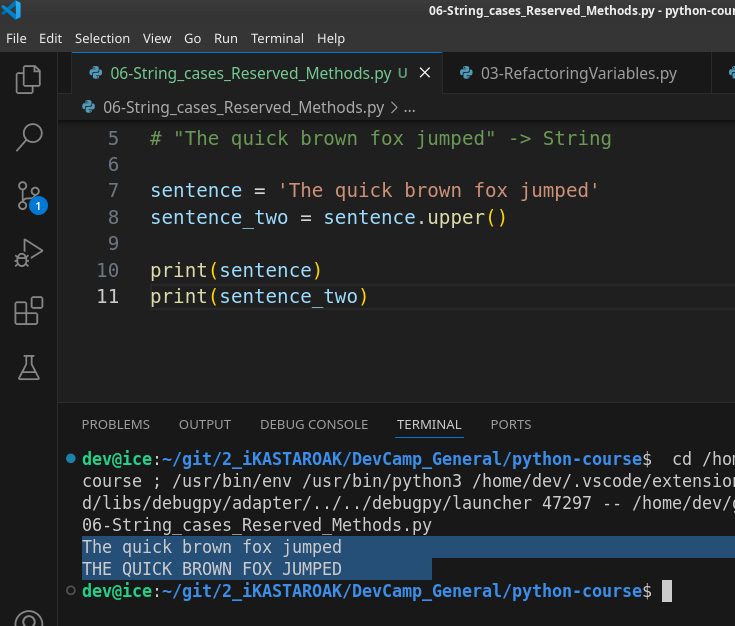 06-String_cases_Reserved_Methods.py - python-cour
File Edit Selection View Go Run Terminal Help
06-String_cases_Reserved_Methods.py U 03-RefactoringVariables.py
06-String_cases_Reserved_Methods.py > ...
5 # "The quick brown fox jumped" -> String
6
7 sentence = 'The quick brown fox jumped'
8 sentence_two = sentence.upper()
9
10 print(sentence)
11 print(sentence_two)
1
PROBLEMS OUTPUT DEBUG CONSOLE TERMINAL PORTS
dev@ice:~/git/2_iKASTAROAK/DevCamp_General/python-course$ cd /hom
course ; /usr/bin/env /usr/bin/python3 /home/dev/.vscode/extension
d/libs/debugpy/adapter/../../debugpy/launcher 47297 -- /home/dev/g
06-String_cases_Reserved_Methods.py
The quick brown fox jumped
THE QUICK BROWN FOX JUMPED
dev@ice:~/git/2_iKASTAROAK/DevCamp_General/python-course$